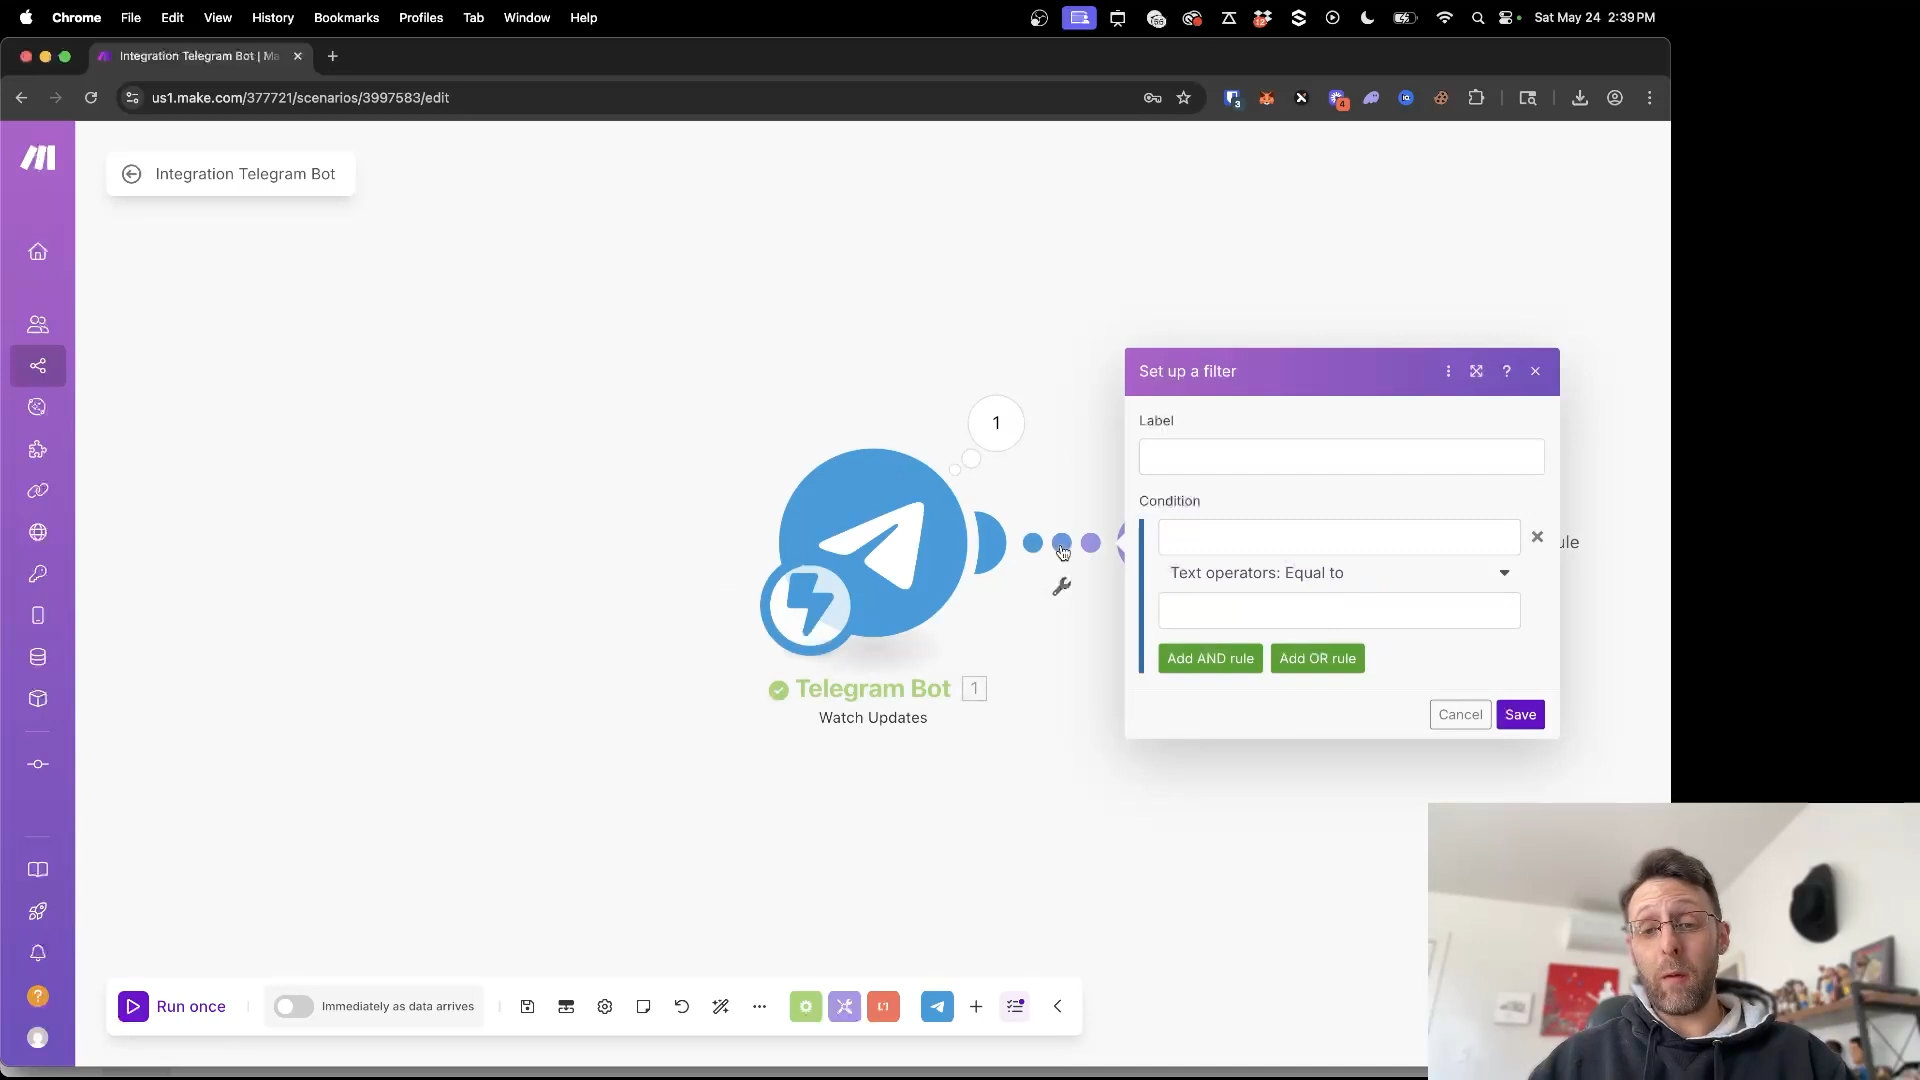 Chrome File Edit View History Bookmarks Profiles Tab Window Help
Sat May 24 2:39 PM
Integration Telegram Bot | Ma
us1.make.com/377721/scenarios/3997583/edit
Integration Telegram Bot
Set up a filter
Label
1
Condition
ule
Text operators: Equal to
Add AND rule Add OR rule
Telegram Bot 1
Watch Updates
Cancel Save
Run once Immediately as data arrives